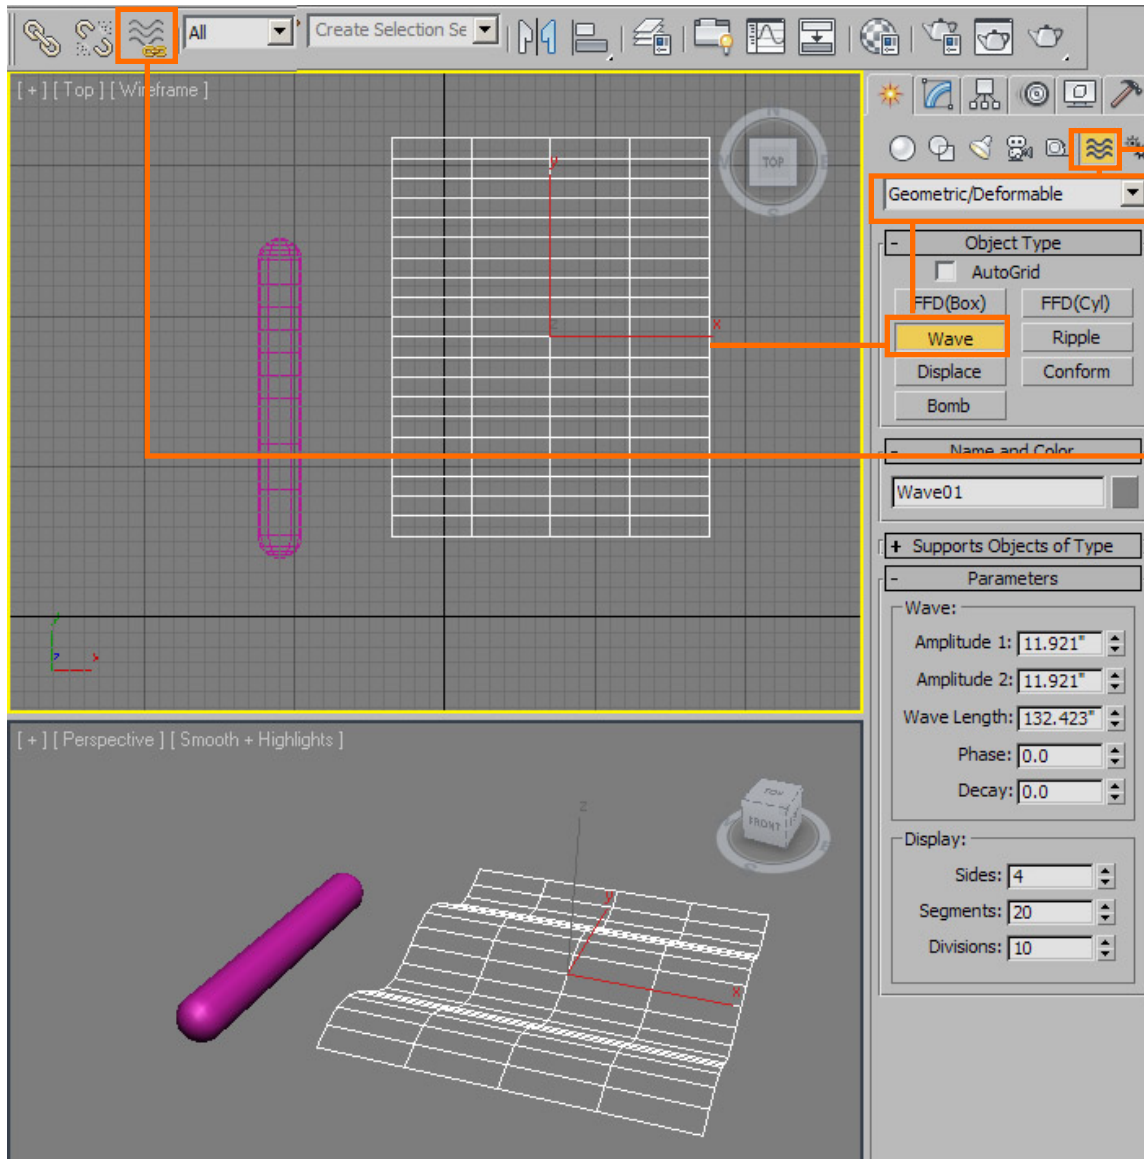 All
Create Selection Se
[ + ] [ Top ] [ Wireframe ]
N
TOP
E
S
y
z
x
y
z
x
Geometric/Deformable
- Object Type
AutoGrid
FFD(Box) FFD(Cyl)
Wave Ripple
Displace Conform
Bomb
- Name and Color
Wave01
+ Supports Objects of Type
- Parameters
Wave:
Amplitude 1: 11.921"
Amplitude 2: 11.921"
Wave Length: 132.423"
Phase: 0.0
Decay: 0.0
Display:
Sides: 4
Segments: 20
Divisions: 10
[ + ] [ Perspective ] [ Smooth + Highlights ]
z
TOP
FRONT
y
x